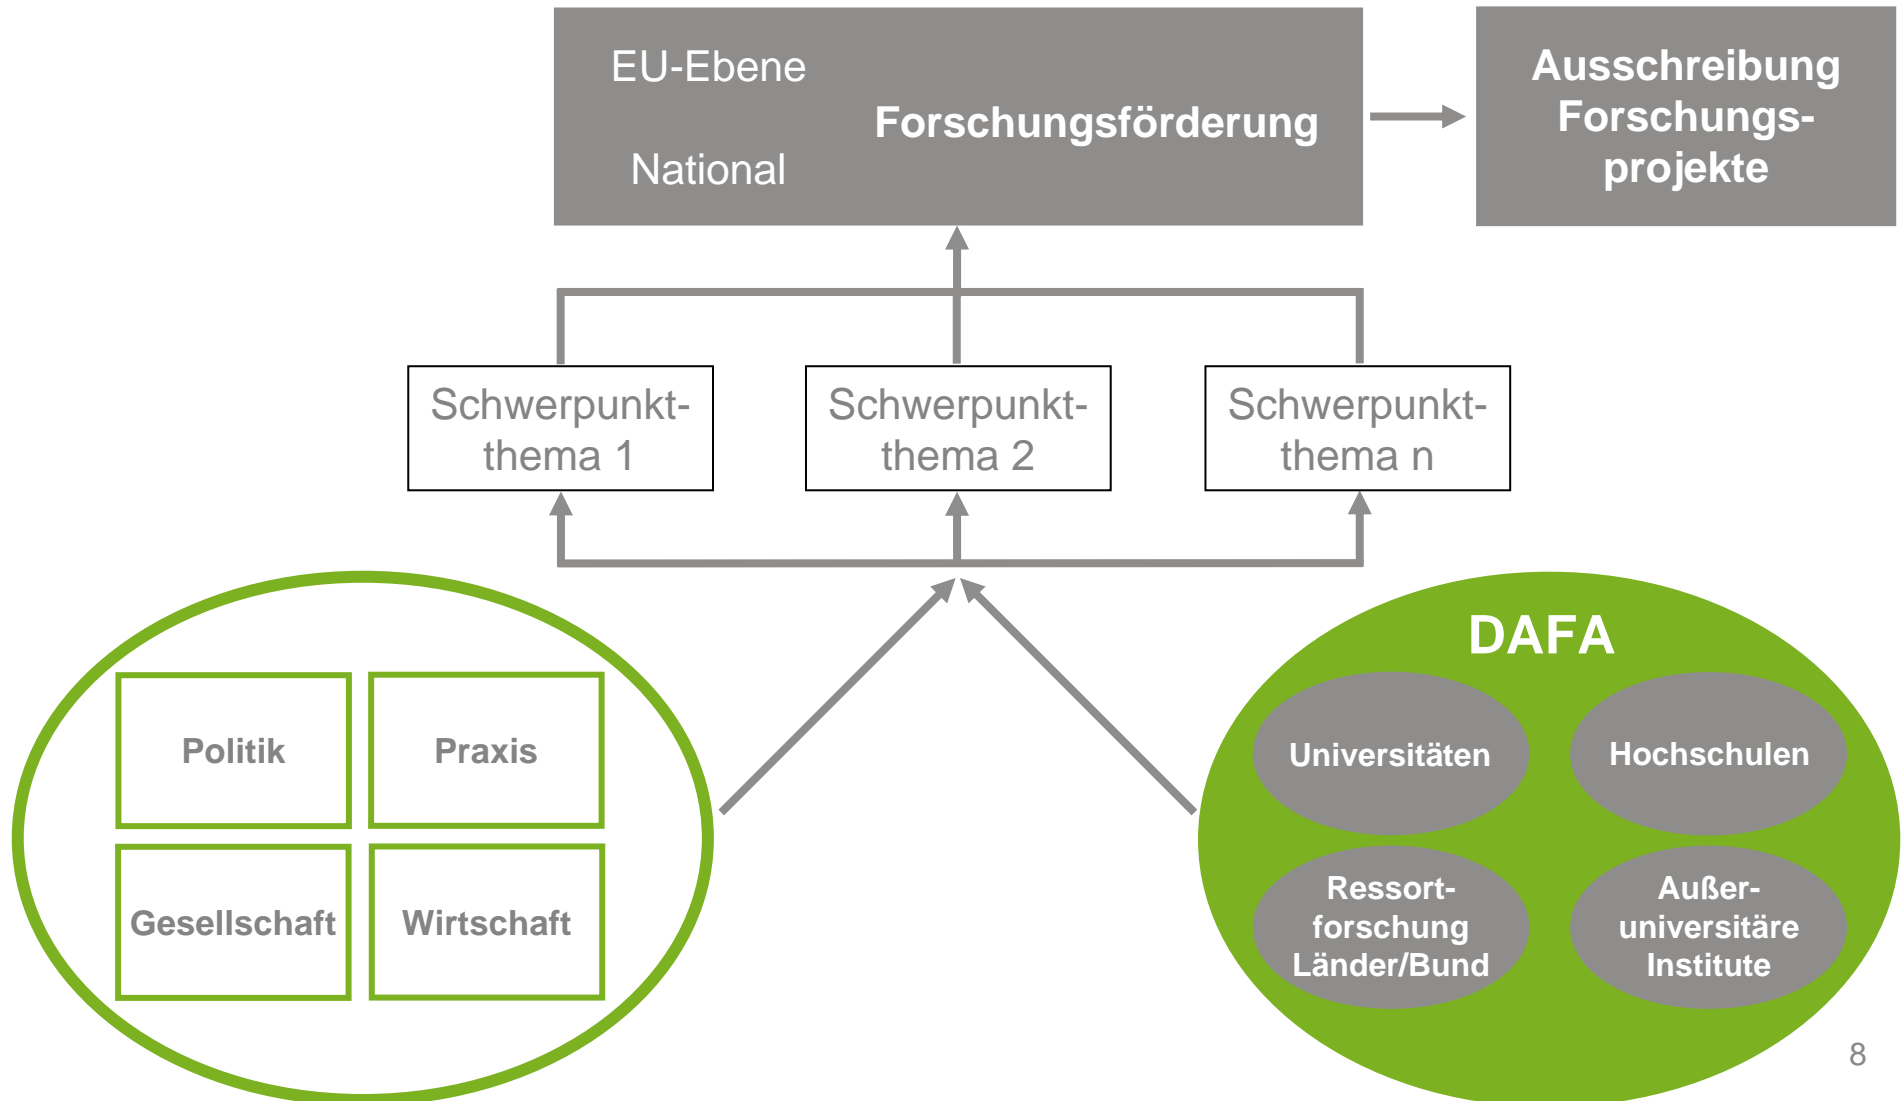 EU-Ebene
National
Forschungsförderung
Ausschreibung
Forschungs-
projekte
Schwerpunkt-
thema 1
Schwerpunkt-
thema 2
Schwerpunkt-
thema n
Politik
Praxis
Gesellschaft
Wirtschaft
DAFA
Universitäten
Hochschulen
Ressort-
forschung
Länder/Bund
Außer-
universitäre
Institute
8